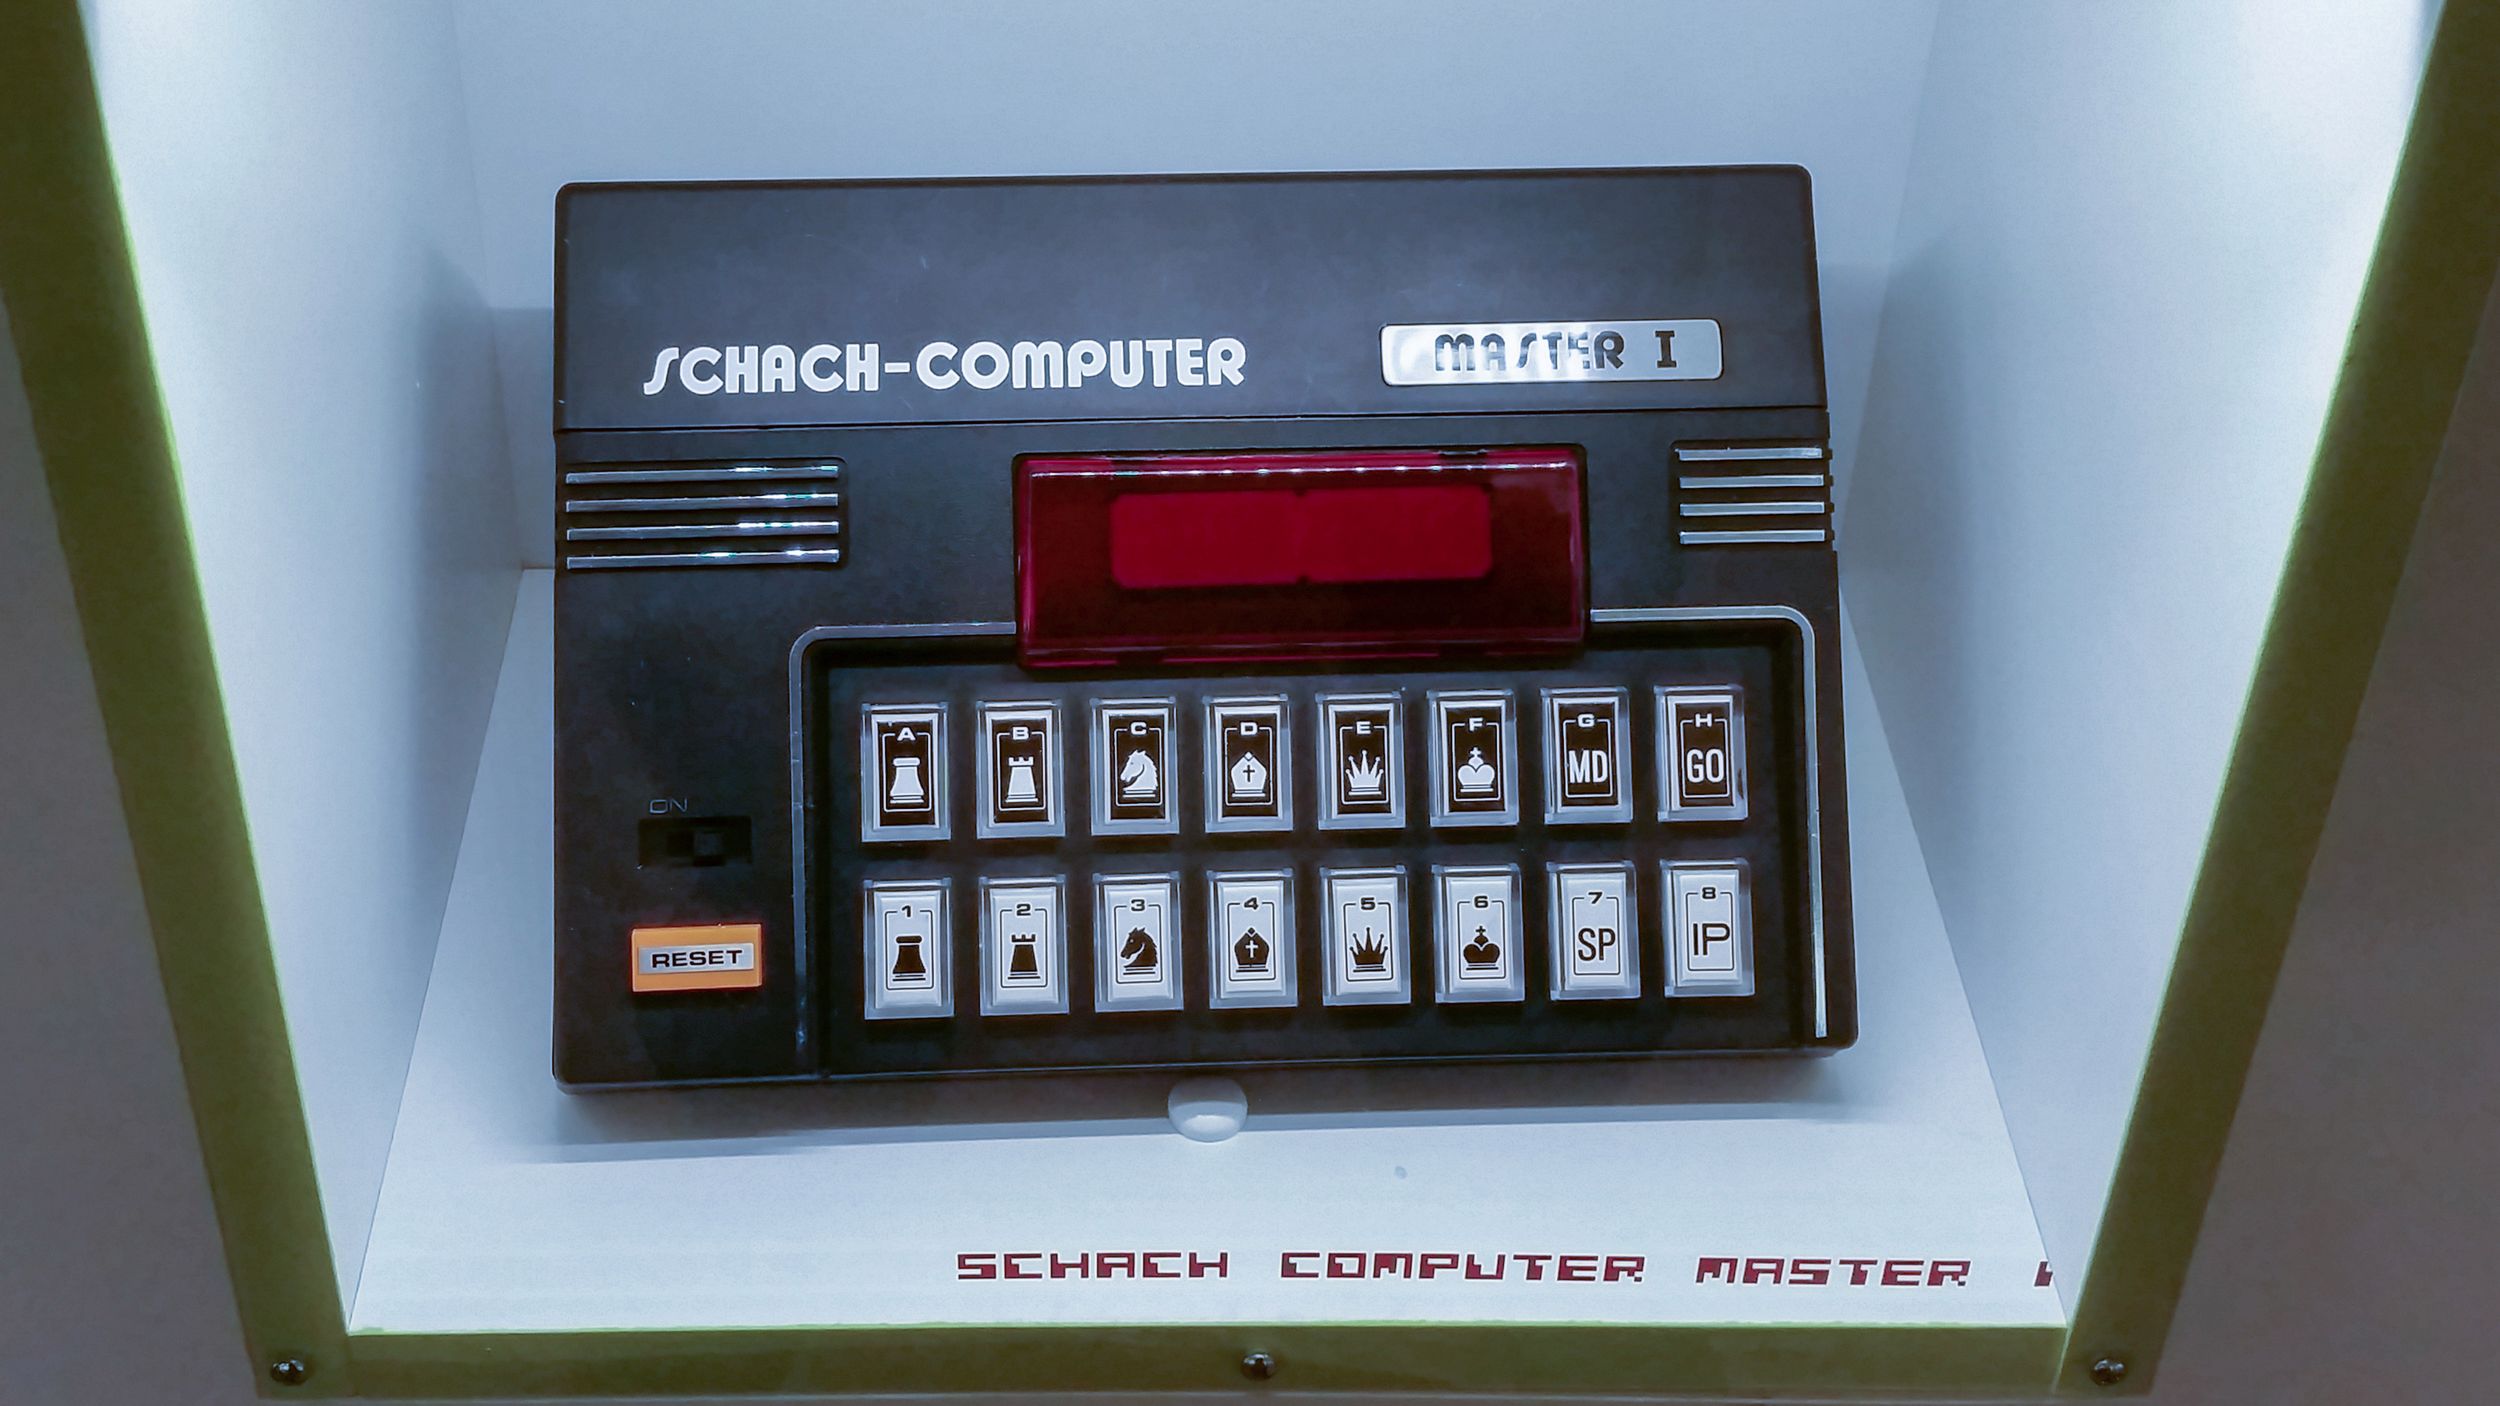 SCHACH-COMPUTER MASTER I
ON
RESET
A B C D E F G H
MD GO
1 2 3 4 5 6 7 8
SP IP
SCHACH COMPUTER MASTER